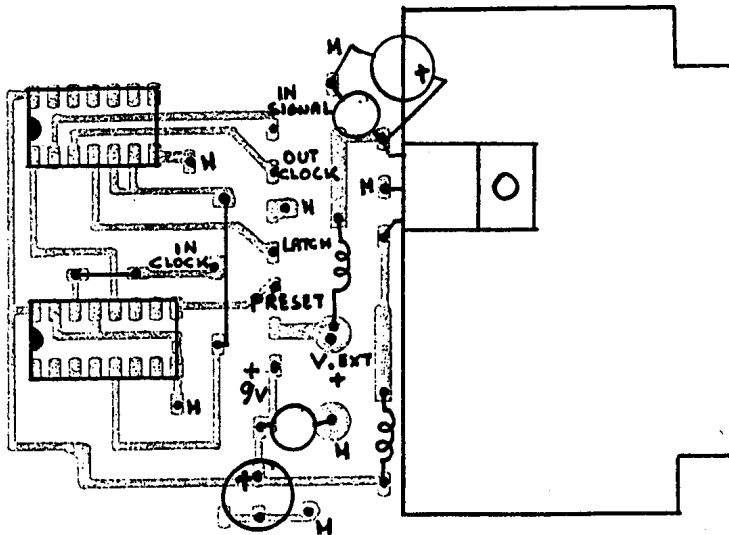 M
+
IN
SIGNAL
OUT
CLOCK
M
M
M
LATCH
IN
CLOCK
PRESET
V.EXT
+
+
9V
M
M
+
M